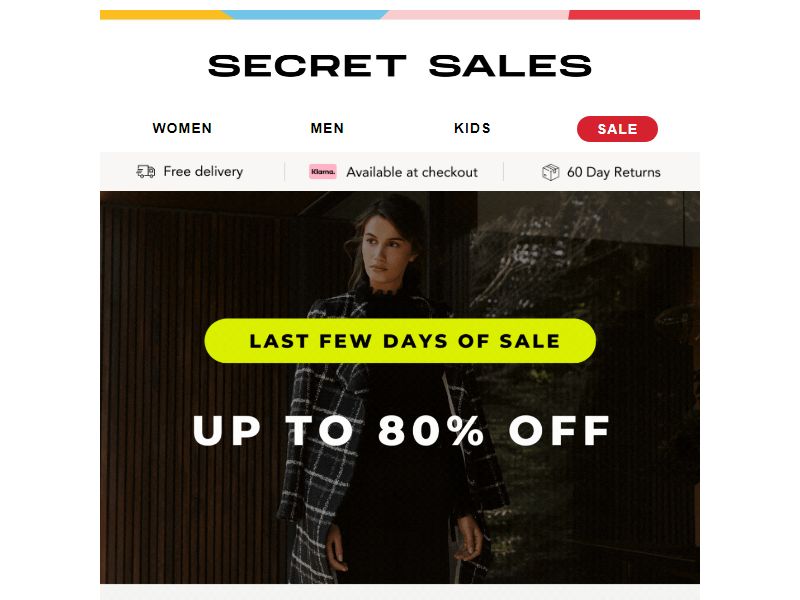 SECRET SALES
WOMEN MEN KIDS SALE
Free delivery Klarna. Available at checkout 60 Day Returns
LAST FEW DAYS OF SALE
UP TO 80% OFF